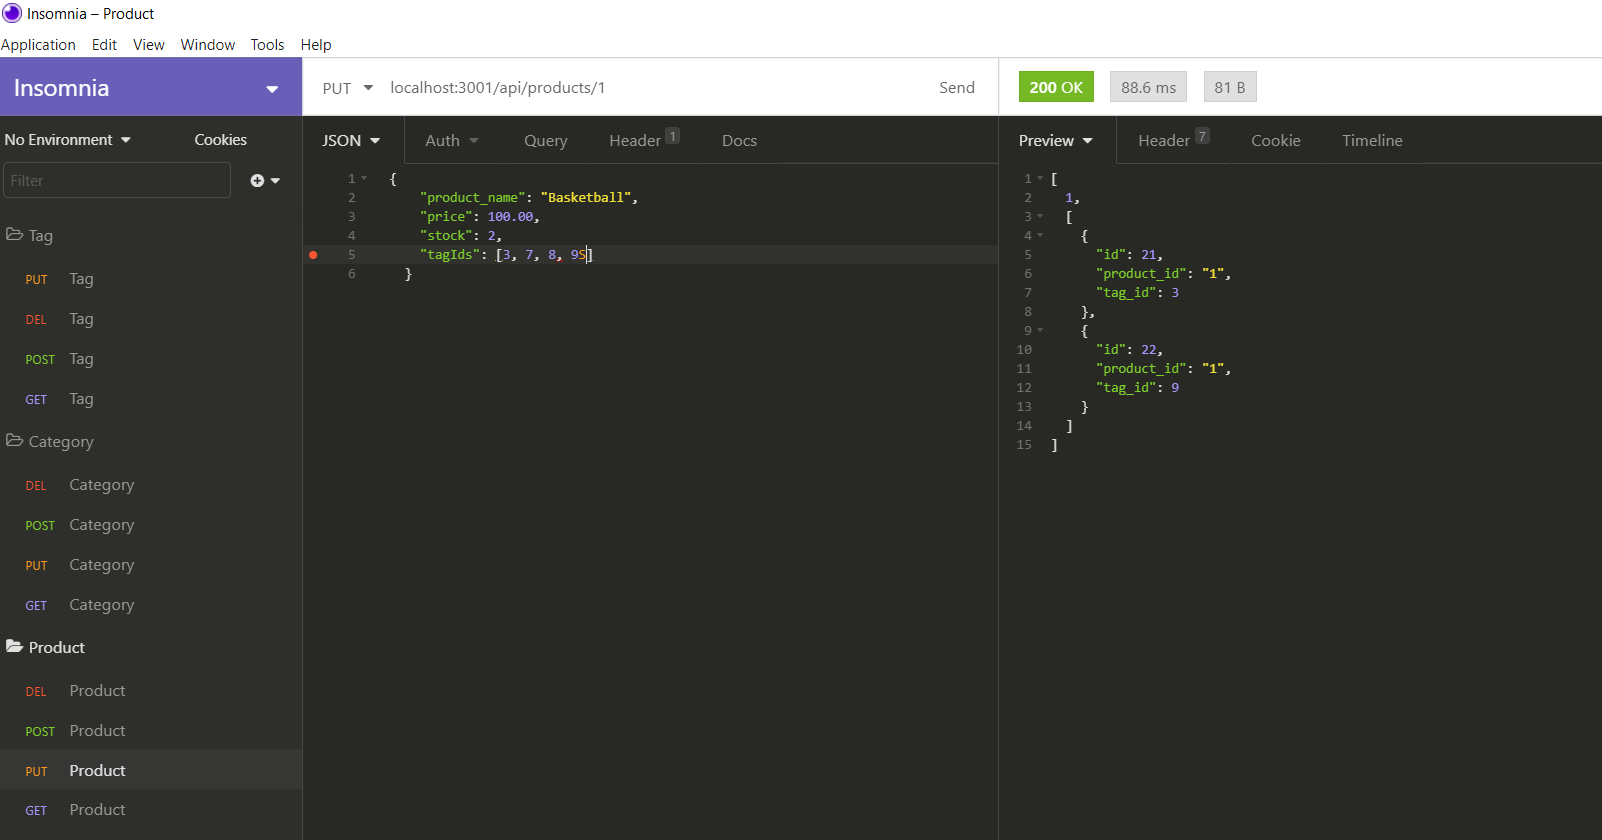 Insomnia – Product
Application Edit View Window Tools Help
Insomnia
PUT localhost:3001/api/products/1 Send
200 OK 88.6 ms 81 B
No Environment Cookies
Filter
Tag
PUT Tag
DEL Tag
POST Tag
GET Tag
Category
DEL Category
POST Category
PUT Category
GET Category
Product
DEL Product
POST Product
PUT Product
GET Product
JSON Auth Query Header 1 Docs
1 {
2 "product_name": "Basketball",
3 "price": 100.00,
4 "stock": 2,
5 "tagIds": [3, 7, 8, 9S]
6 }
Preview Header 7 Cookie Timeline
1 [
2 1,
3 [
4 {
5 "id": 21,
6 "product_id": "1",
7 "tag_id": 3
8 },
9 {
10 "id": 22,
11 "product_id": "1",
12 "tag_id": 9
13 }
14 ]
15 ]